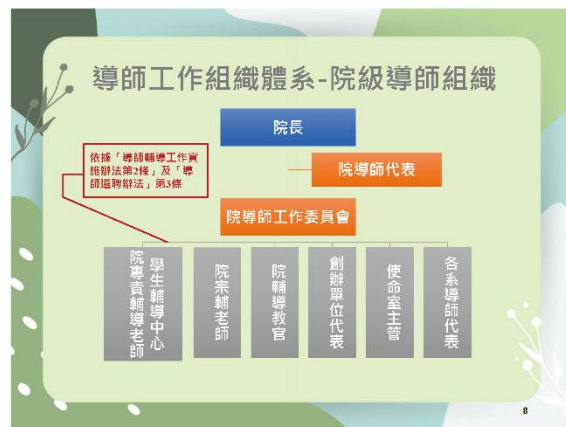 導師工作組織體系-院級導師組織
院長
依據「導師輔導工作實
施辦法第2條」及「導
師遴聘辦法」第3條
院導師代表
院導師工作委員會
學生輔導中心
院專責輔導老師
院宗輔老師
院輔導教官
創辦單位代表
使命室主管
各系導師代表
8